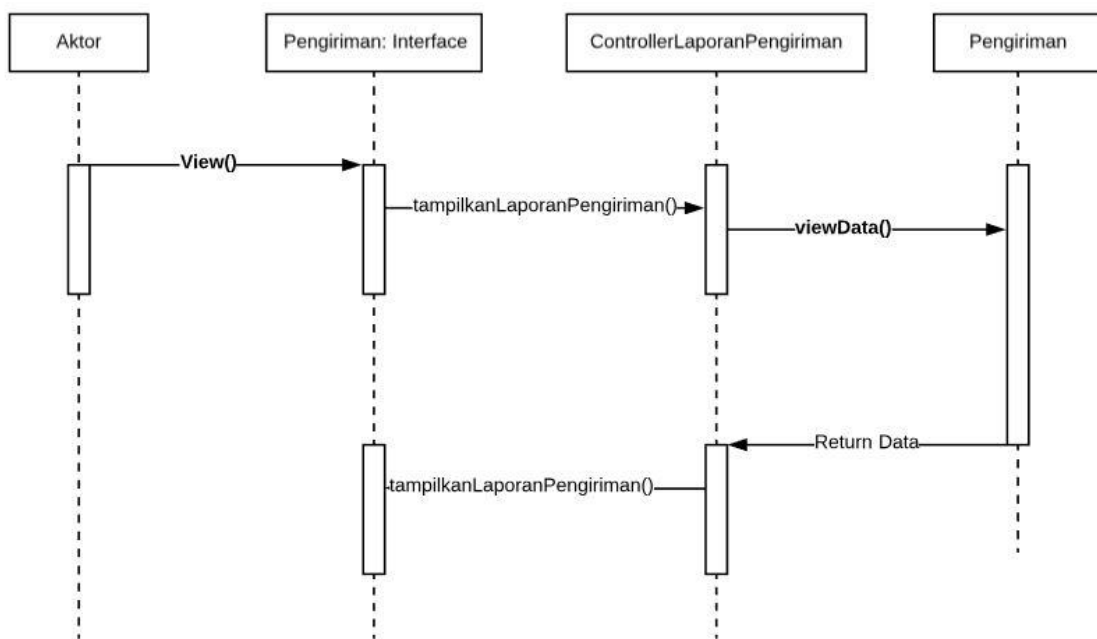 Aktor
Pengiriman: Interface
ControllerLaporanPengiriman
Pengiriman
View()
tampilkanLaporanPengiriman()
viewData()
Return Data
tampilkanLaporanPengiriman()